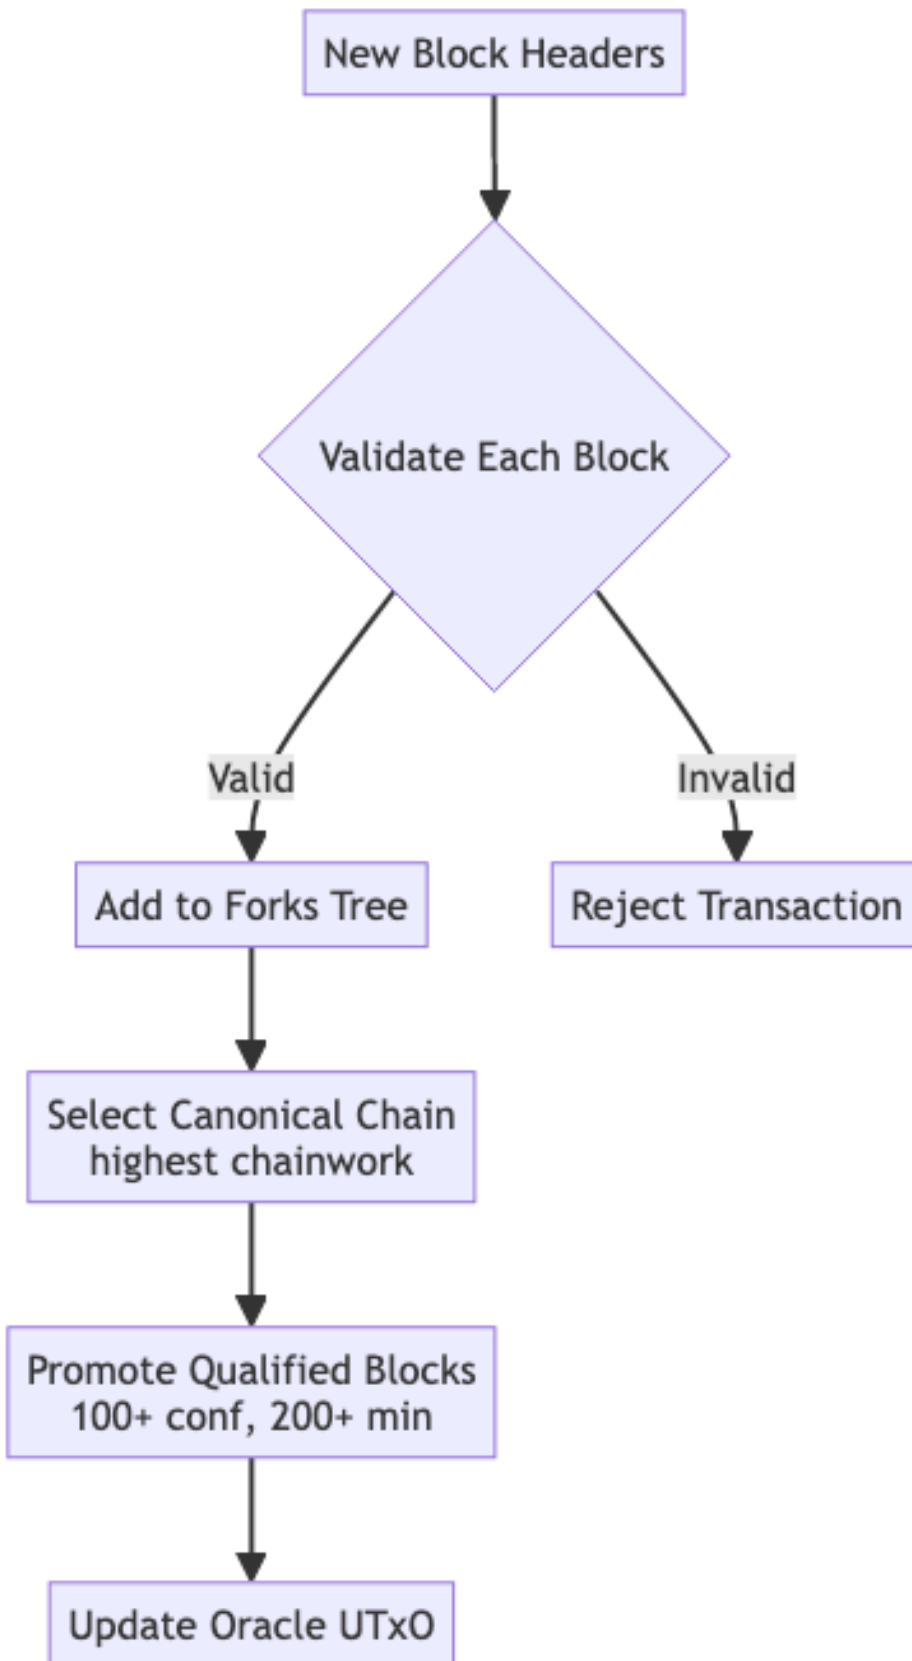 New Block Headers
Validate Each Block
Valid
Invalid
Add to Forks Tree
Reject Transaction
Select Canonical Chain
highest chainwork
Promote Qualified Blocks
100+ conf, 200+ min
Update Oracle UTxO